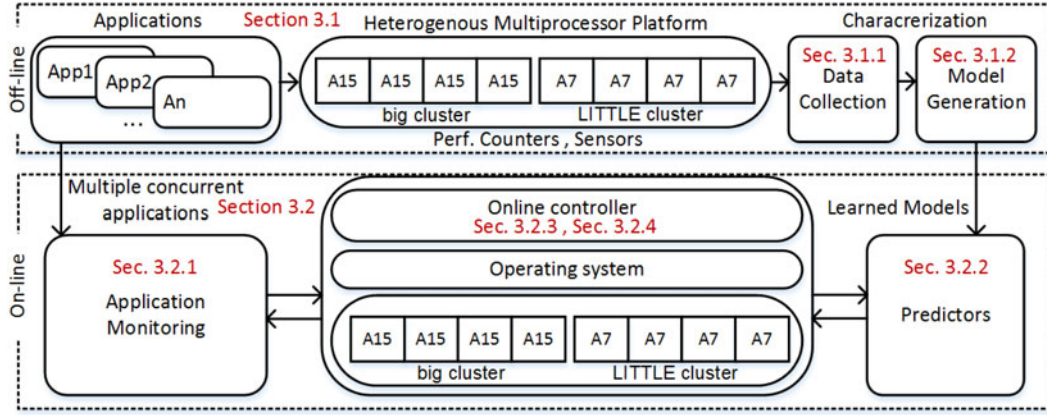 Off-line
Applications
Section 3.1
Heterogenous Multiprocessor Platform
Characrerization
App1
App2
An
...
A15 A15 A15 A15
A7 A7 A7 A7
big cluster
LITTLE cluster
Perf. Counters , Sensors
Sec. 3.1.1
Data
Collection
Sec. 3.1.2
Model
Generation
On-line
Multiple concurrent
applications
Section 3.2
Online controller
Sec. 3.2.3 , Sec. 3.2.4
Learned Models
Sec. 3.2.1
Application
Monitoring
Operating system
A15 A15 A15 A15
A7 A7 A7 A7
big cluster
LITTLE cluster
Sec. 3.2.2
Predictors